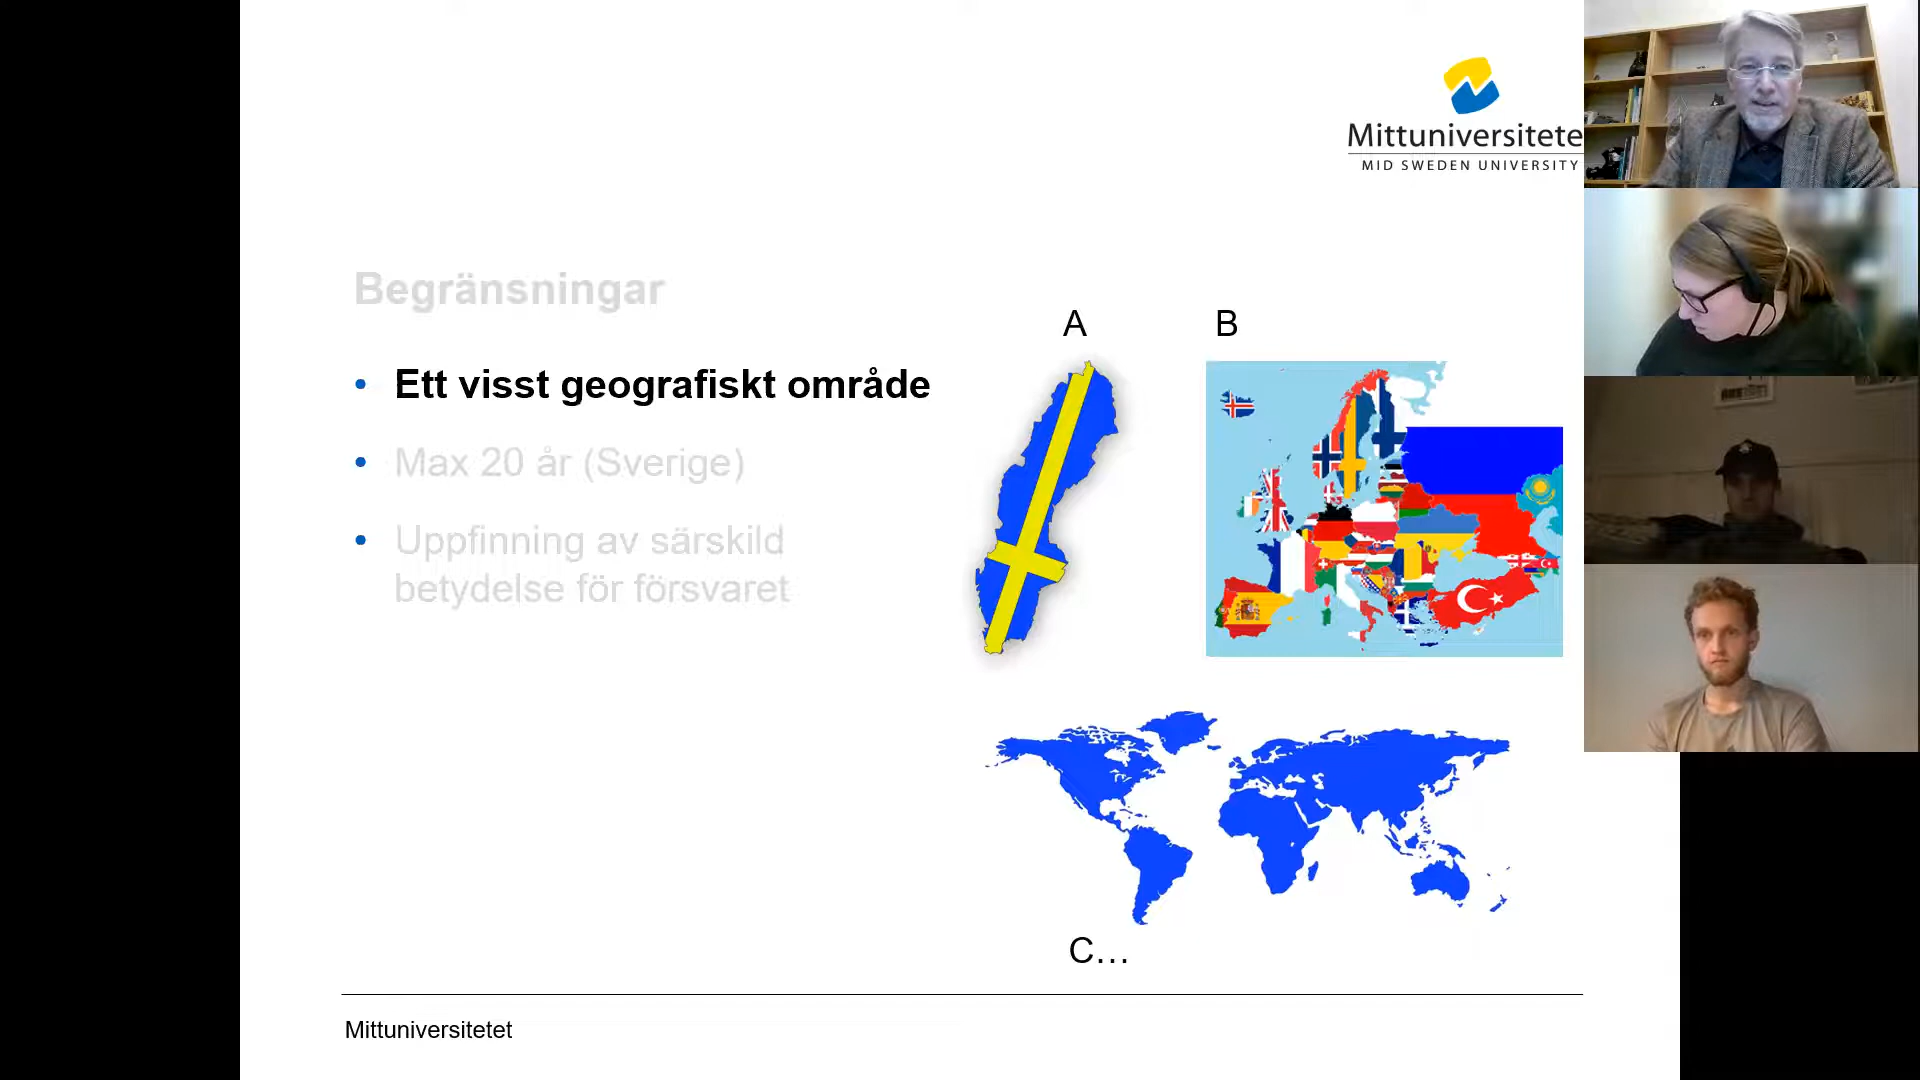 Mittuniversitete
MID SWEDEN UNIVERSITY
Begränsningar
A
B
• Ett visst geografiskt område
• Max 20 år (Sverige)
• Uppfinning av särskild
betydelse för försvaret
C...
Mittuniversitetet